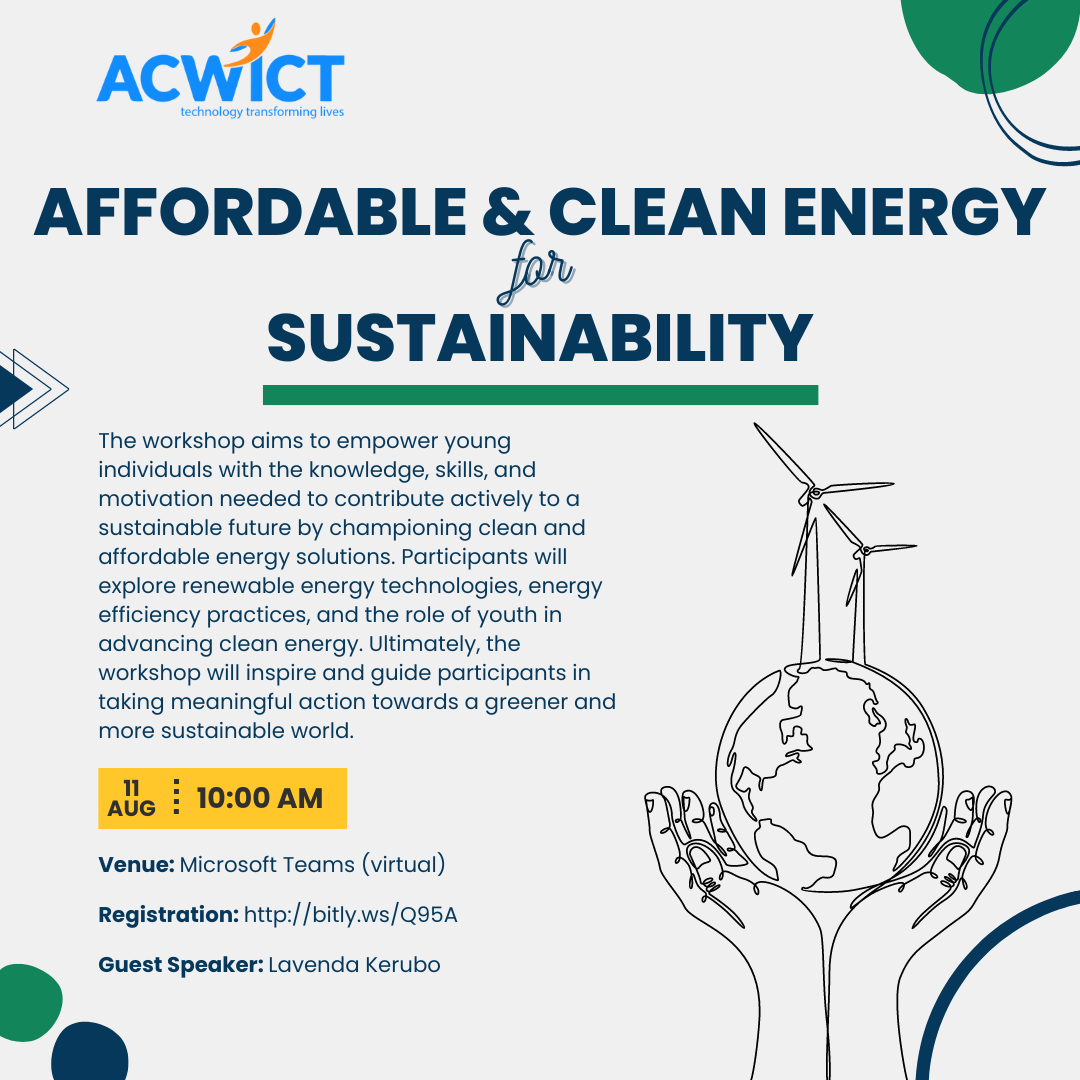 ACWICT
technology transforming lives
AFFORDABLE & CLEAN ENERGY
for
SUSTAINABILITY
The workshop aims to empower young
individuals with the knowledge, skills, and
motivation needed to contribute actively to a
sustainable future by championing clean and
affordable energy solutions. Participants will
explore renewable energy technologies, energy
efficiency practices, and the role of youth in
advancing clean energy. Ultimately, the
workshop will inspire and guide participants in
taking meaningful action towards a greener and
more sustainable world.
11
AUG
10:00 AM
Venue: Microsoft Teams (virtual)
Registration: http://bitly.ws/Q95A
Guest Speaker: Lavenda Kerubo